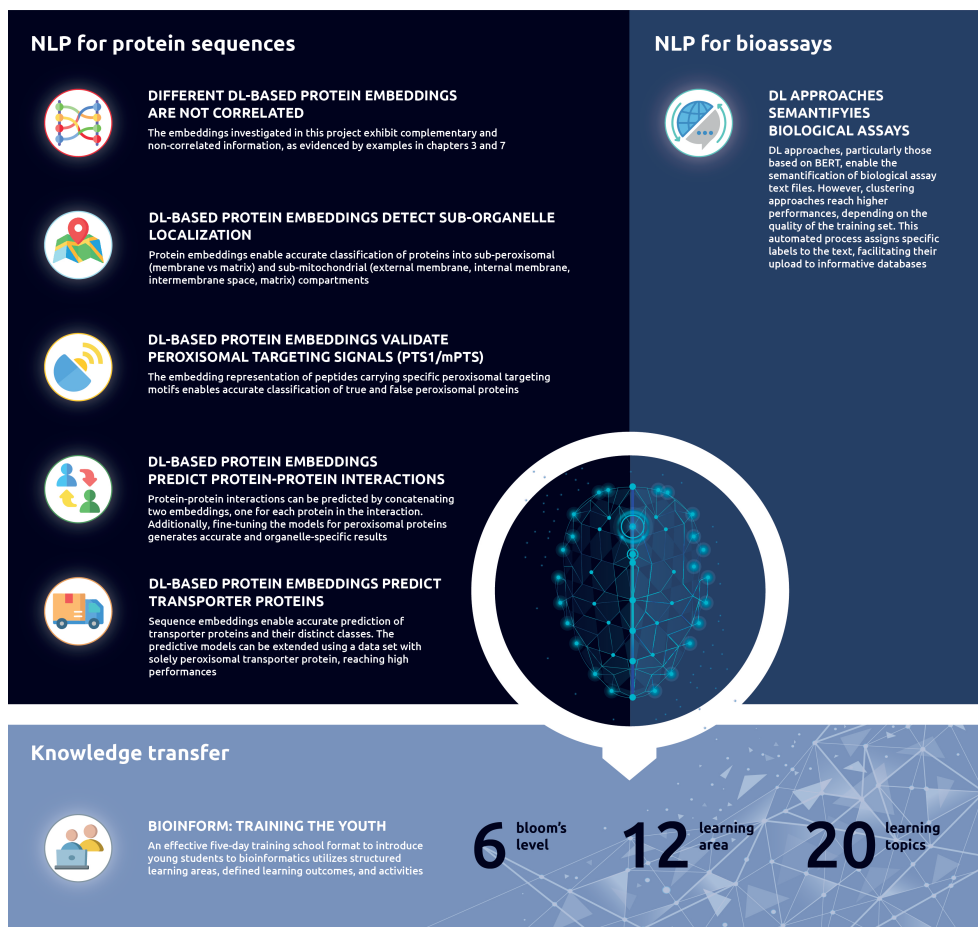 NLP for protein sequences
DIFFERENT DL-BASED PROTEIN EMBEDDINGS
ARE NOT CORRELATED
The embeddings investigated in this project exhibit complementary and
non-correlated information, as evidenced by examples in chapters 3 and 7
DL-BASED PROTEIN EMBEDDINGS DETECT SUB-ORGANELLE
LOCALIZATION
Protein embeddings enable accurate classification of proteins into sub-peroxisomal
(membrane vs matrix) and sub-mitochondrial (external membrane, internal membrane,
intermembrane space, matrix) compartments
DL-BASED PROTEIN EMBEDDINGS VALIDATE
PEROXISOMAL TARGETING SIGNALS (PTS1/mPTS)
The embedding representation of peptides carrying specific peroxisomal targeting
motifs enables accurate classification of true and false peroxisomal proteins
DL-BASED PROTEIN EMBEDDINGS
PREDICT PROTEIN-PROTEIN INTERACTIONS
Protein-protein interactions can be predicted by concatenating
two embeddings, one for each protein in the interaction.
Additionally, fine-tuning the models for peroxisomal proteins
generates accurate and organelle-specific results
DL-BASED PROTEIN EMBEDDINGS PREDICT
TRANSPORTER PROTEINS
Sequence embeddings enable accurate prediction of
transporter proteins and their distinct classes. The
predictive models can be extended using a data set with
solely peroxisomal transporter protein, reaching high
performances
NLP for bioassays
DL APPROACHES
SEMANTIFYIES
BIOLOGICAL ASSAYS
DL approaches, particularly those
based on BERT, enable the
semantification of biological assay
text files. However, clustering
approaches reach higher
performances, depending on the
quality of the training set. This
automated process assigns specific
labels to the text, facilitating their
upload to informative databases
Knowledge transfer
BIOINFORM: TRAINING THE YOUTH
An effective five-day training school format to introduce
young students to bioinformatics utilizes structured
learning areas, defined learning outcomes, and activities
6 bloom's
level
12 learning
area
20 learning
topics